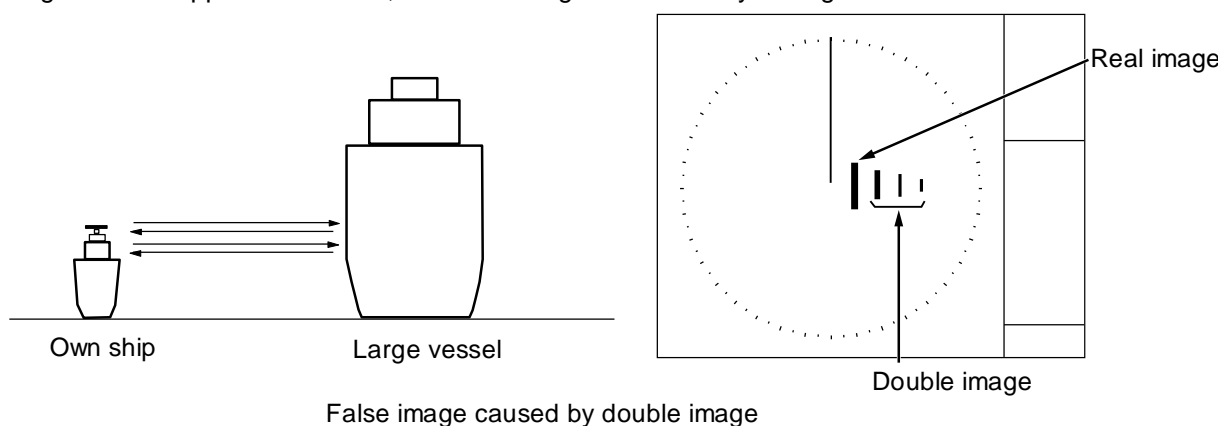 Real image
Own ship
Large vessel
Double image
False image caused by double image